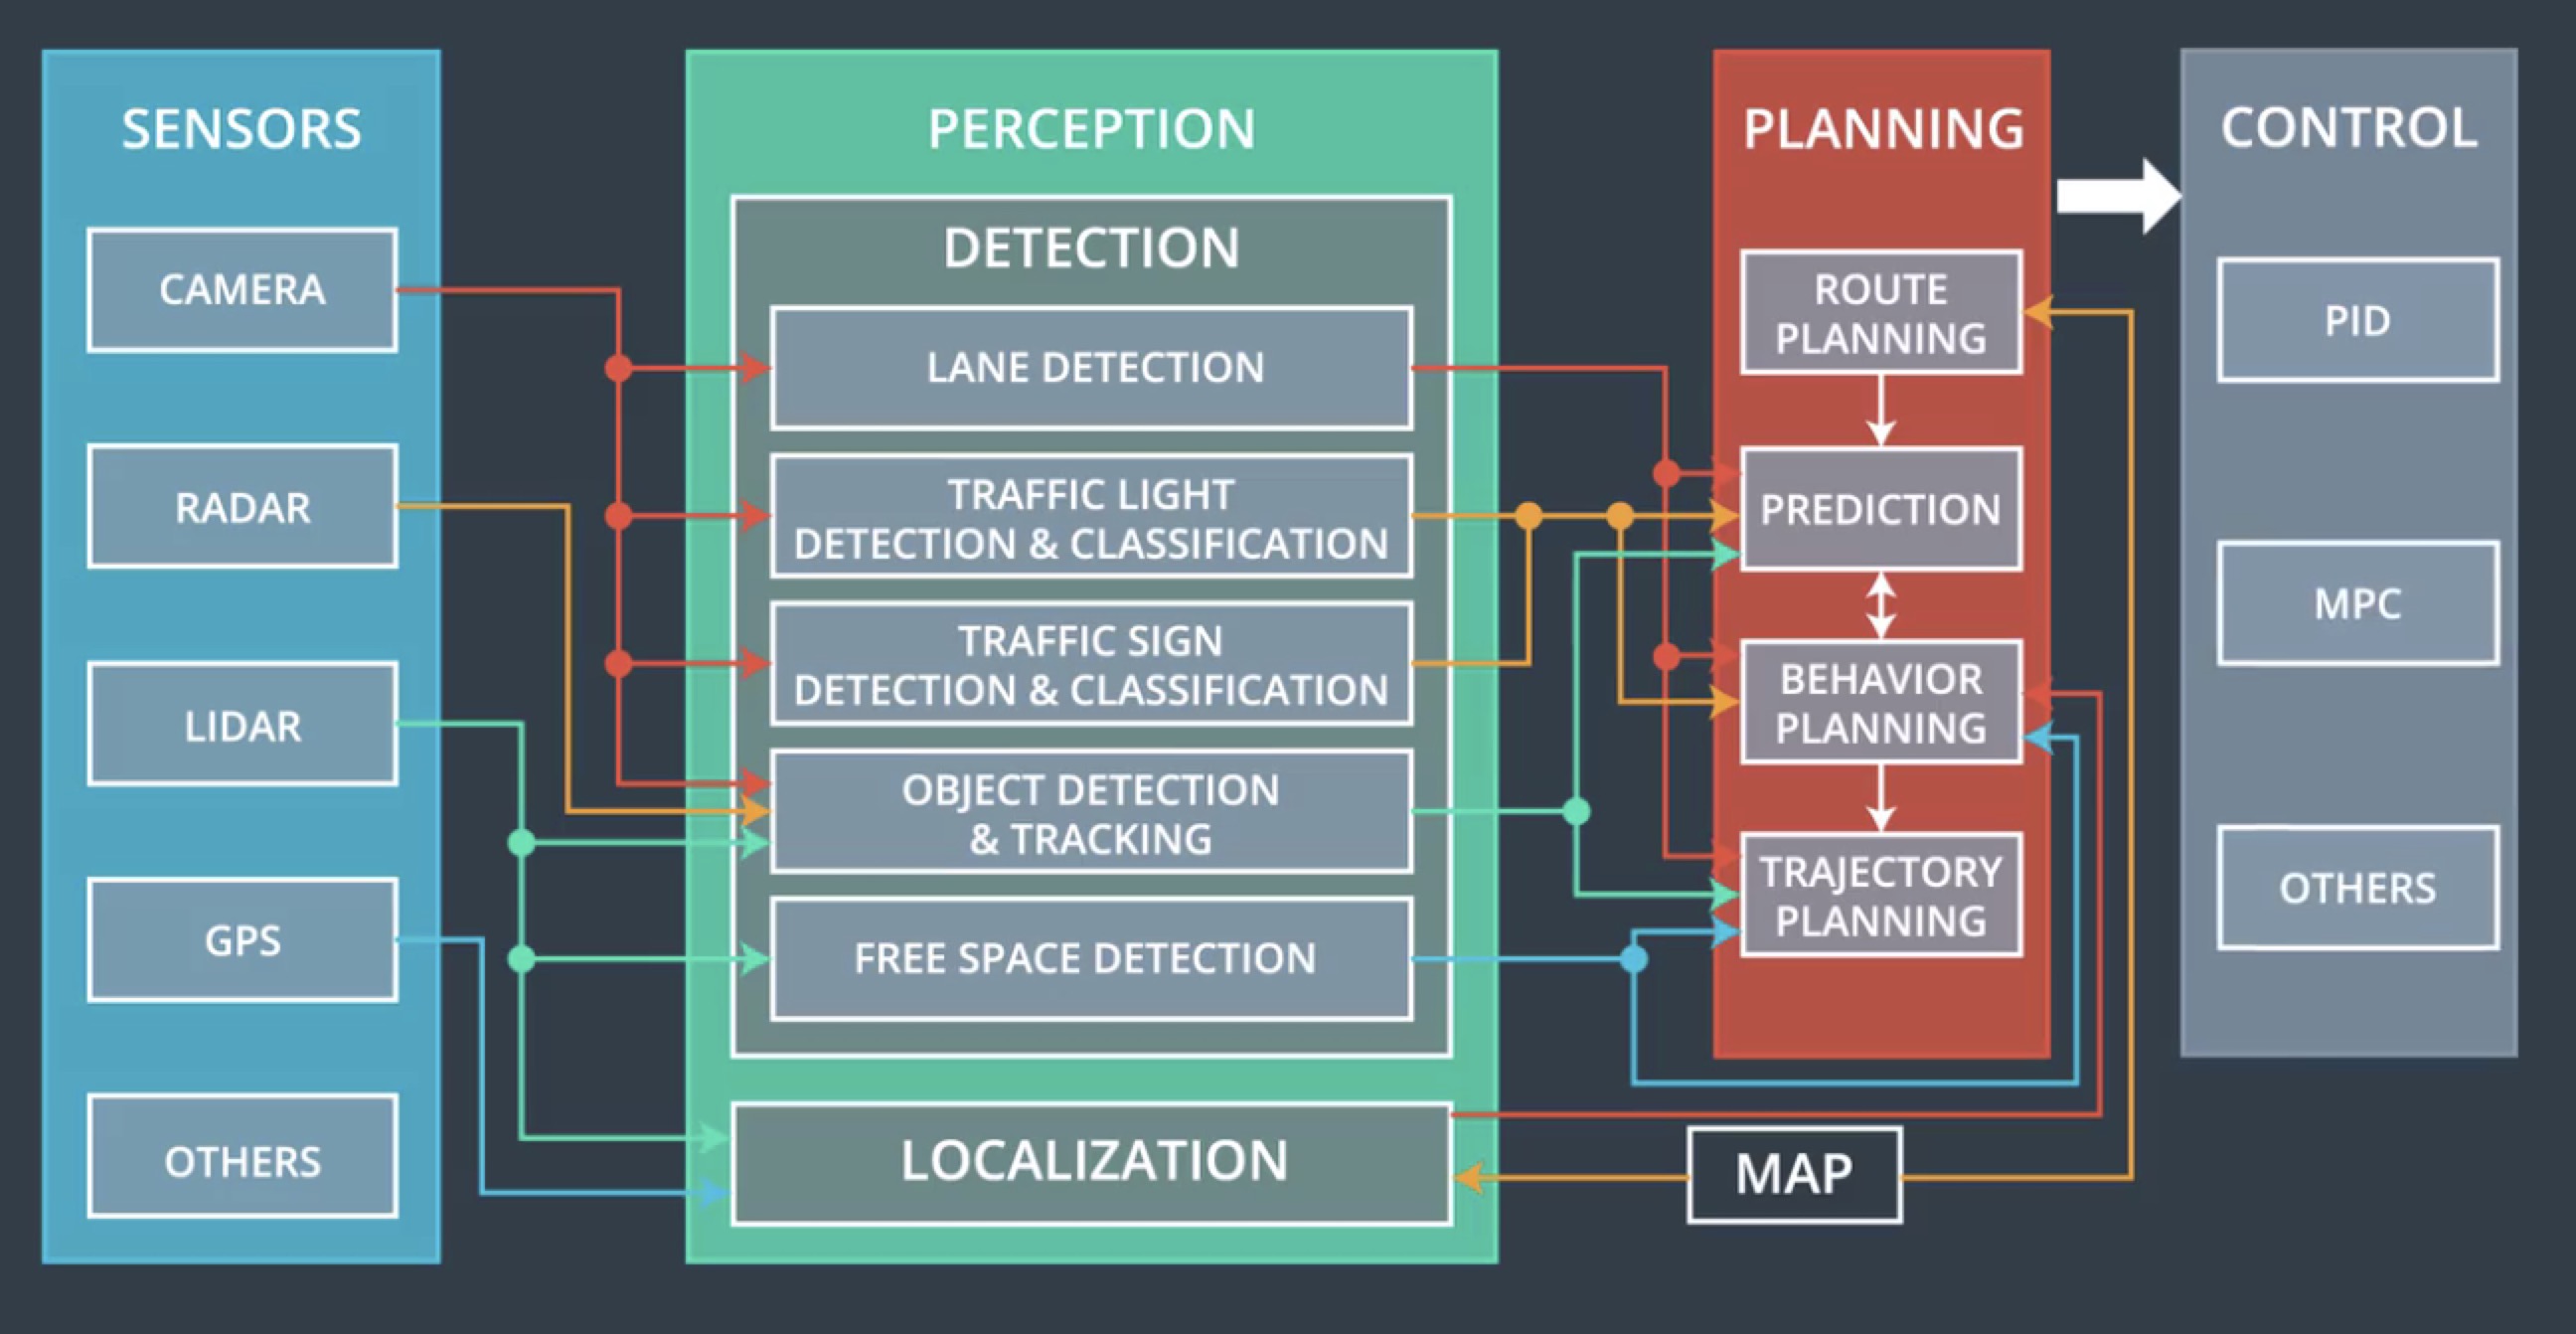 SENSORS
CAMERA
RADAR
LIDAR
GPS
OTHERS
PERCEPTION
DETECTION
LANE DETECTION
TRAFFIC LIGHT
DETECTION & CLASSIFICATION
TRAFFIC SIGN
DETECTION & CLASSIFICATION
OBJECT DETECTION
& TRACKING
FREE SPACE DETECTION
LOCALIZATION
PLANNING
ROUTE
PLANNING
PREDICTION
BEHAVIOR
PLANNING
TRAJECTORY
PLANNING
MAP
CONTROL
PID
MPC
OTHERS